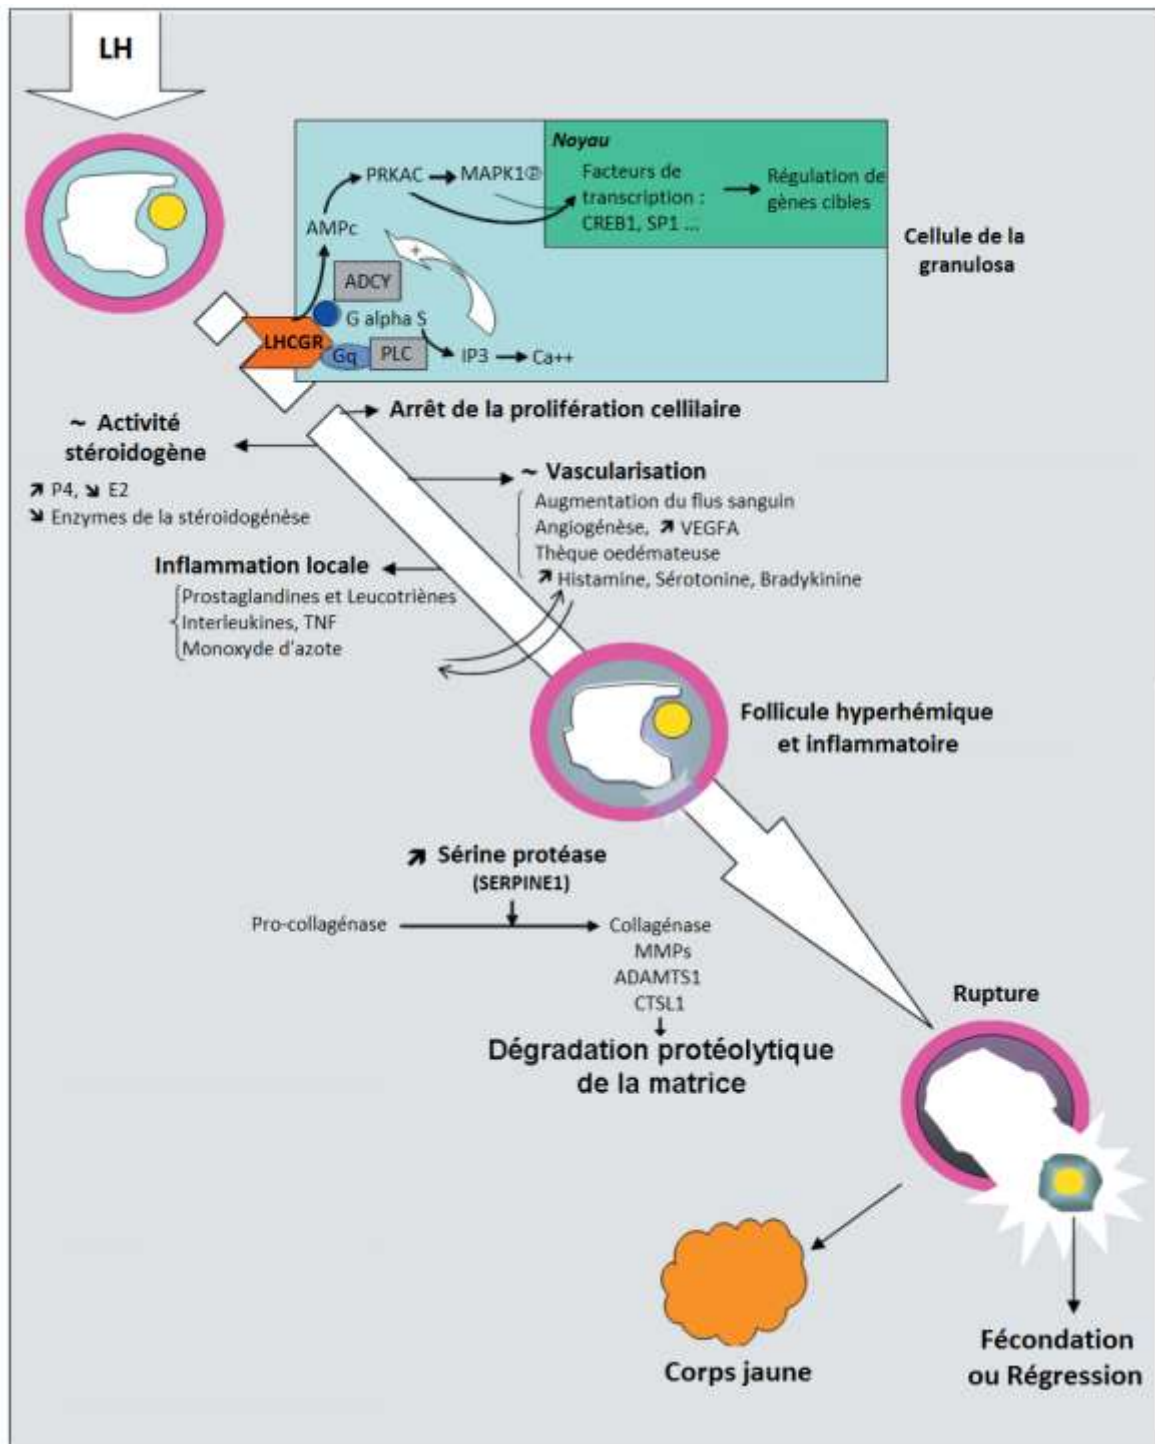 LH
Noyau
PRKAC
MAPK1②
Facteurs de
transcription :
CREB1, SP1 ...
Régulation de
gènes cibles
AMPc
+
Cellule de la
granulosa
ADCY
G alpha S
LHCGR
Gq
PLC
IP3
Ca++
Arrêt de la prolifération cellilaire
~ Activité
stéroidogène
↗ P4, ↘ E2
↘ Enzymes de la stéroidogénèse
~ Vascularisation
Augmentation du flus sanguin
Angiogénèse, ↗ VEGFA
Thèque oedémateuse
↗ Histamine, Sérotonine, Bradykinine
Inflammation locale
Prostaglandines et Leucotriènes
Interleukines, TNF
Monoxyde d'azote
Follicule hyperhémique
et inflammatoire
↗ Sérine protéase
(SERPINE1)
Pro-collagénase
Collagénase
MMPs
ADAMTS1
CTSL1
Dégradation protéolytique
de la matrice
Rupture
Corps jaune
Fécondation
ou Régression